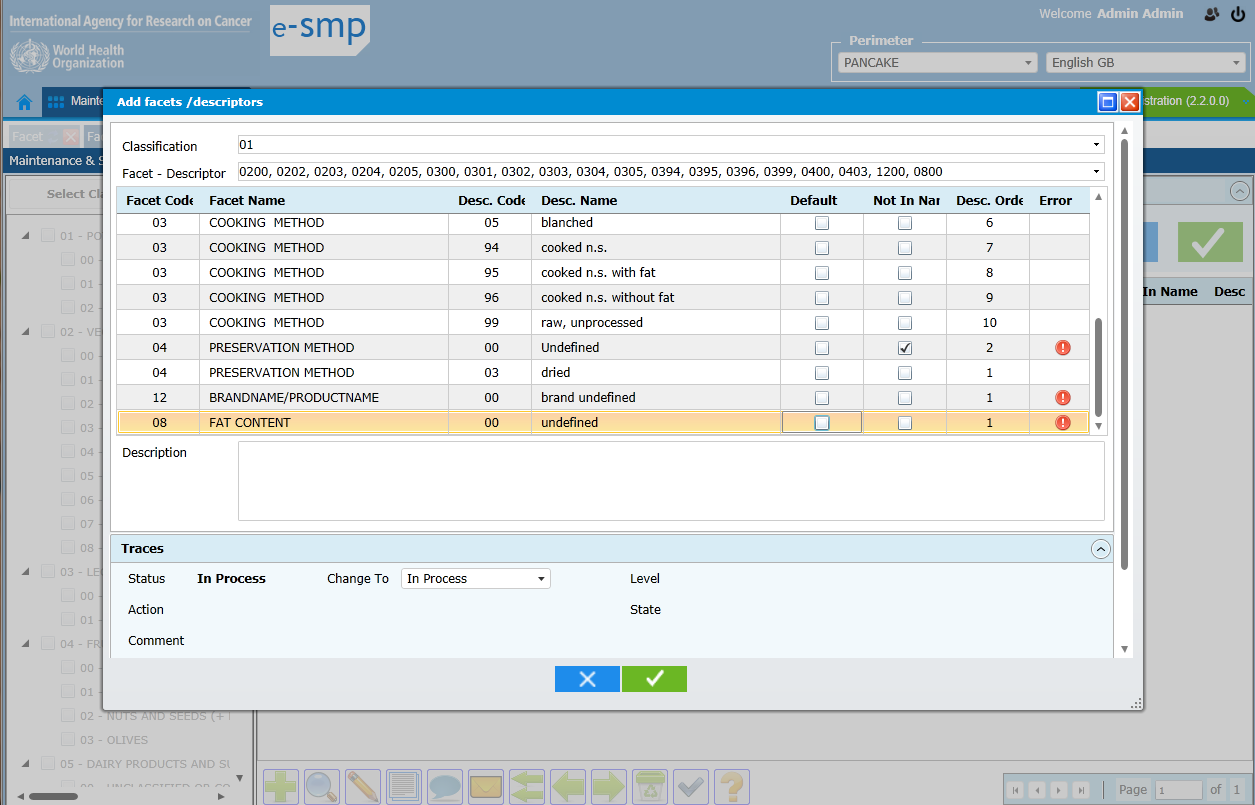 International Agency for Research on Cancer
World Health
Organization
e-smp
Welcome Admin Admin
Perimeter
PANCAKE
English GB
Mainte
stration (2.2.0.0)
Facet
Fa
Maintenance & S
Select Cla
Add facets /descriptors
Classification
01
Facet - Descriptor
0200, 0202, 0203, 0204, 0205, 0300, 0301, 0302, 0303, 0304, 0305, 0394, 0395, 0396, 0399, 0400, 0403, 1200, 0800
Facet Code Facet Name Desc. Code Desc. Name Default Not In Nar Desc. Orde Error
03 COOKING METHOD 05 blanched 6
03 COOKING METHOD 94 cooked n.s. 7
03 COOKING METHOD 95 cooked n.s. with fat 8
03 COOKING METHOD 96 cooked n.s. without fat 9
03 COOKING METHOD 99 raw, unprocessed 10
04 PRESERVATION METHOD 00 Undefined 2
04 PRESERVATION METHOD 03 dried 1
12 BRANDNAME/PRODUCTNAME 00 brand undefined 1
08 FAT CONTENT 00 undefined 1
Description
Traces
Status In Process Change To In Process Level
Action State
Comment
In Name Desc
01 - PO
00 -
01 -
02 -
02 - VE
00 -
01 -
02 -
03 -
04 -
05 -
06 -
07 -
08 -
03 - LEG
00 -
01 -
04 - FR
00 -
01 -
02 - NUTS AND SEEDS (+
03 - OLIVES
05 - DAIRY PRODUCTS AND SU
00 - UNCLASSIFIED OR CO
Page 1 of 1